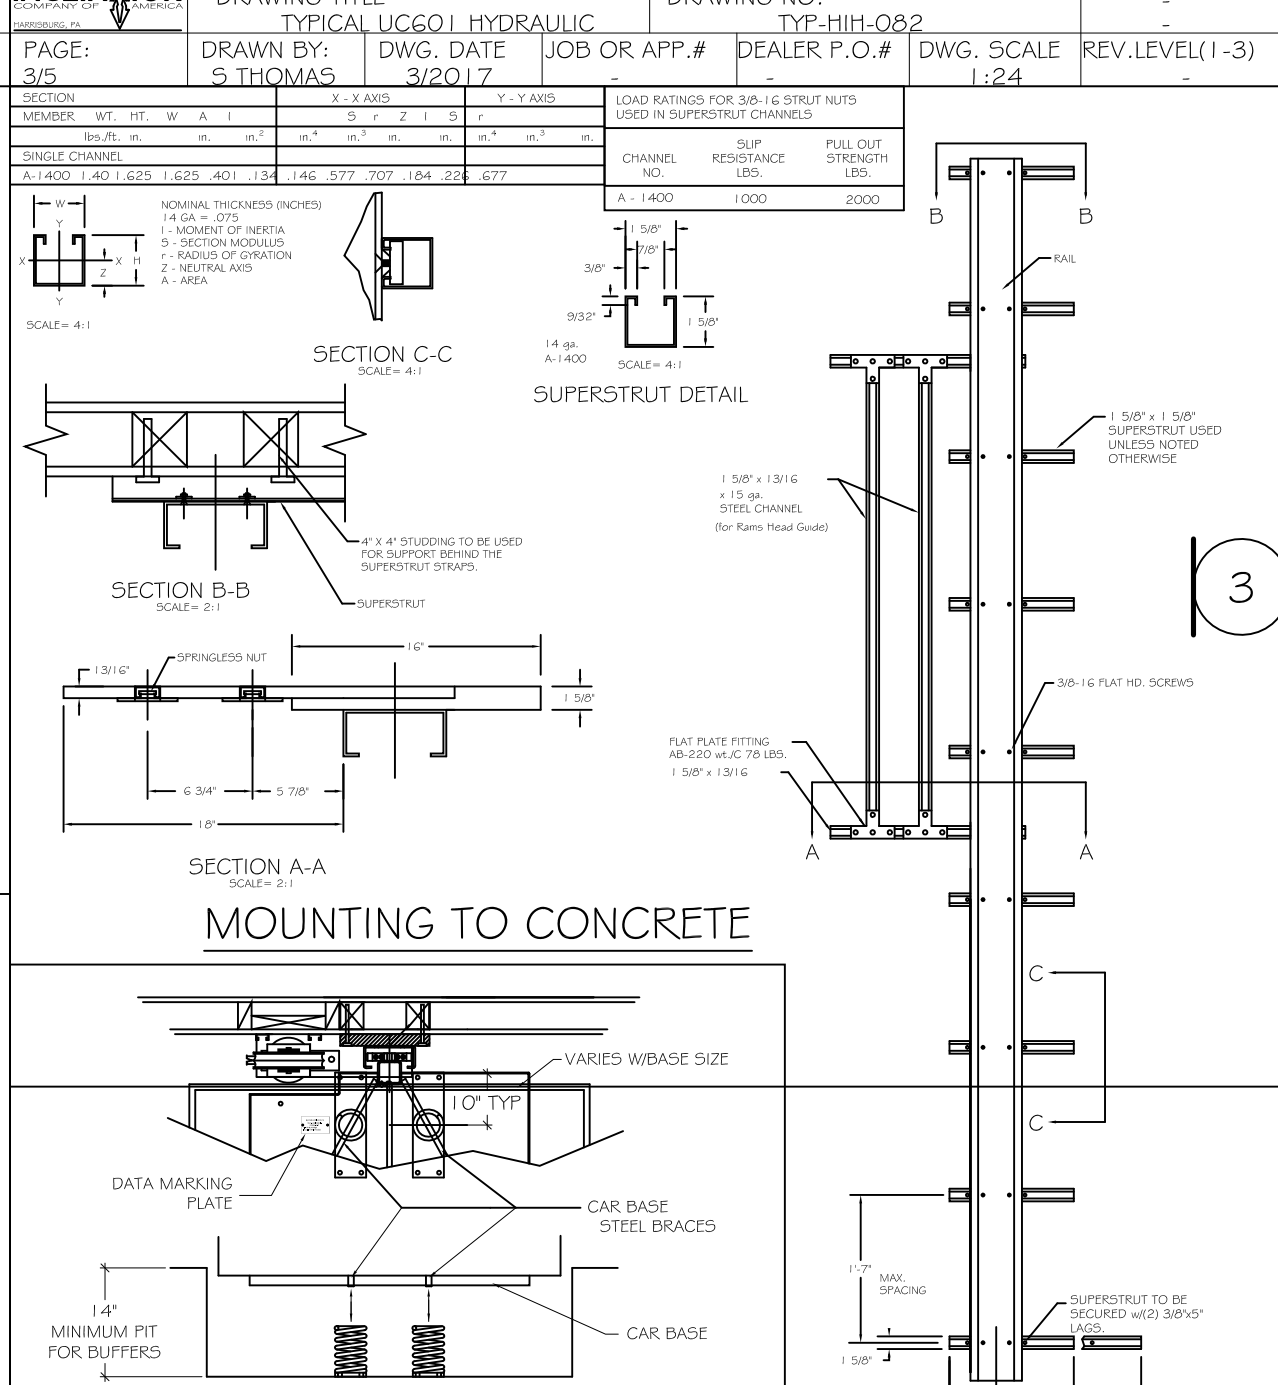 COMPANY OF AMERICA
HARRISBURG, PA
DRAWING TITLE
TYPICAL UC601 HYDRAULIC
DRAWING NO.
TYP-HIH-082
-
-
PAGE:
3/5
DRAWN BY:
S THOMAS
DWG. DATE
3/2017
JOB OR APP.#
-
DEALER P.O.#
-
DWG. SCALE
1:24
REV.LEVEL(1-3)
-
SECTION X - X AXIS Y - Y AXIS
MEMBER WT. HT. W A I S r Z I S r
lbs./ft. in. in. in.² in.⁴ in.³ in. in. in.⁴ in.³ in.
SINGLE CHANNEL
A-1400 1.40 1.625 1.625 .401 .134 .146 .577 .707 .184 .226 .677
LOAD RATINGS FOR 3/8-16 STRUT NUTS
USED IN SUPERSTRUT CHANNELS
CHANNEL
NO.
SLIP
RESISTANCE
LBS.
PULL OUT
STRENGTH
LBS.
A - 1400 1000 2000
W
Y
X
X
H
Z
Y
SCALE= 4:1
NOMINAL THICKNESS (INCHES)
14 GA = .075
I - MOMENT OF INERTIA
S - SECTION MODULUS
r - RADIUS OF GYRATION
Z - NEUTRAL AXIS
A - AREA
SECTION C-C
SCALE= 4:1
1 5/8"
7/8"
3/8"
9/32"
1 5/8"
14 ga.
A-1400
SCALE= 4:1
SUPERSTRUT DETAIL
B
B
RAIL
1 5/8" x 1 5/8"
SUPERSTRUT USED
UNLESS NOTED
OTHERWISE
1 5/8" x 13/16
x 15 ga.
STEEL CHANNEL
(for Rams Head Guide)
4" X 4" STUDDING TO BE USED
FOR SUPPORT BEHIND THE
SUPERSTRUT STRAPS.
SECTION B-B
SCALE= 2:1
SUPERSTRUT
3
16"
SPRINGLESS NUT
13/16"
1 5/8"
6 3/4"
5 7/8"
18"
SECTION A-A
SCALE= 2:1
3/8-16 FLAT HD. SCREWS
FLAT PLATE FITTING
AB-220 wt./C 78 LBS.
1 5/8" x 13/16
A
A
MOUNTING TO CONCRETE
C
C
VARIES W/BASE SIZE
10" TYP
DATA MARKING
PLATE
CAR BASE
STEEL BRACES
14"
MINIMUM PIT
FOR BUFFERS
CAR BASE
1'-7"
MAX.
SPACING
SUPERSTRUT TO BE
SECURED w/(2) 3/8"x5"
LAGS.
1 5/8"